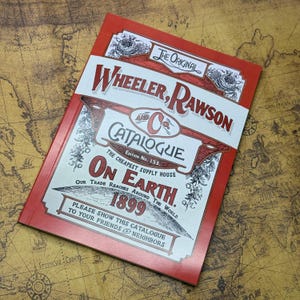 The Original
WHEELER, RAWSON
AND Co.
CATALOGUE
THE CHEAPEST SUPPLY HOUSE
ON EARTH.
OUR TRADE REACHES AROUND THE WORLD
1899
PLEASE SHOW THIS CATALOGUE
TO YOUR FRIENDS & NEIGHBORS